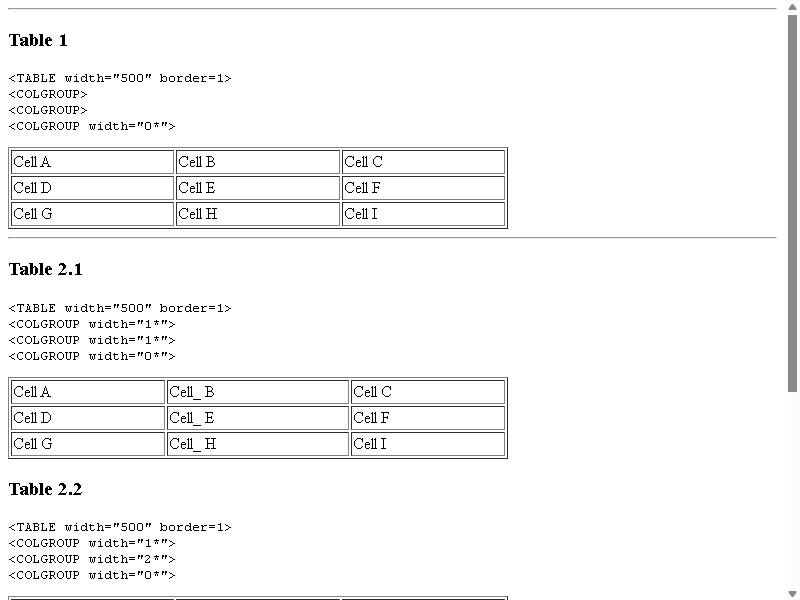 Table 1
<TABLE width="500" border=1>
<COLGROUP>
<COLGROUP>
<COLGROUP width="0*">
Cell A Cell B Cell C
Cell D Cell E Cell F
Cell G Cell H Cell I
Table 2.1
<TABLE width="500" border=1>
<COLGROUP width="1*">
<COLGROUP width="1*">
<COLGROUP width="0*">
Cell A Cell_ B Cell C
Cell D Cell_ E Cell F
Cell G Cell_ H Cell I
Table 2.2
<TABLE width="500" border=1>
<COLGROUP width="1*">
<COLGROUP width="2*">
<COLGROUP width="0*">